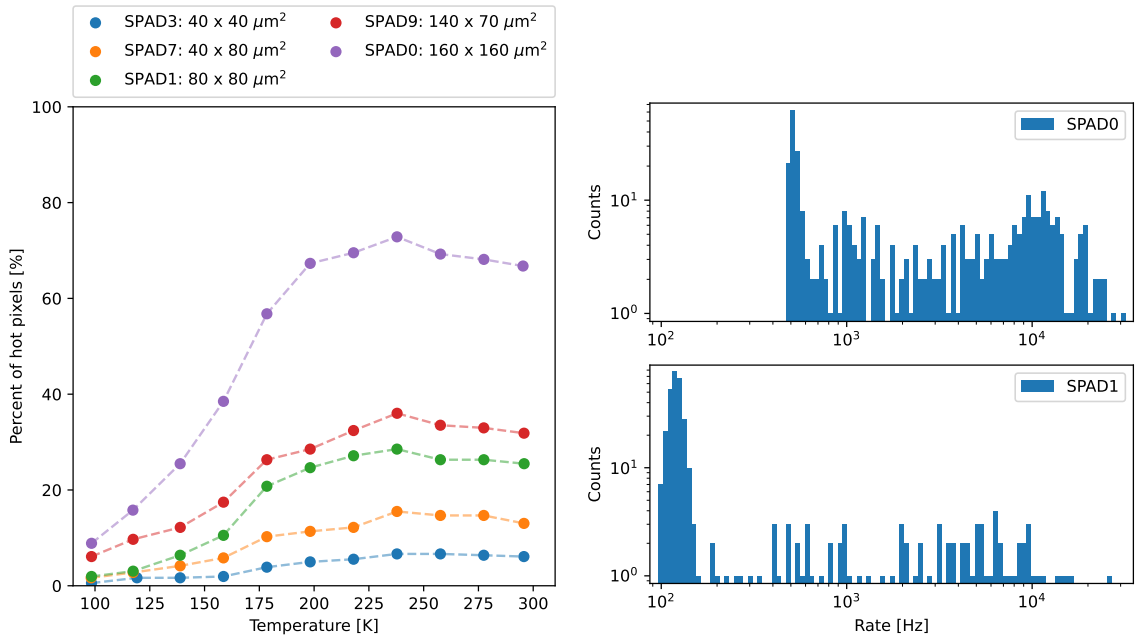 SPAD3: 40 x 40 μm²
SPAD7: 40 x 80 μm²
SPAD1: 80 x 80 μm²
SPAD9: 140 x 70 μm²
SPAD0: 160 x 160 μm²
100
80
60
40
20
0
Percent of hot pixels [%]
100 125 150 175 200 225 250 275 300
Temperature [K]
SPAD0
Counts
10¹
10⁰
10² 10³ 10⁴
SPAD1
Counts
10¹
10⁰
10² 10³ 10⁴
Rate [Hz]